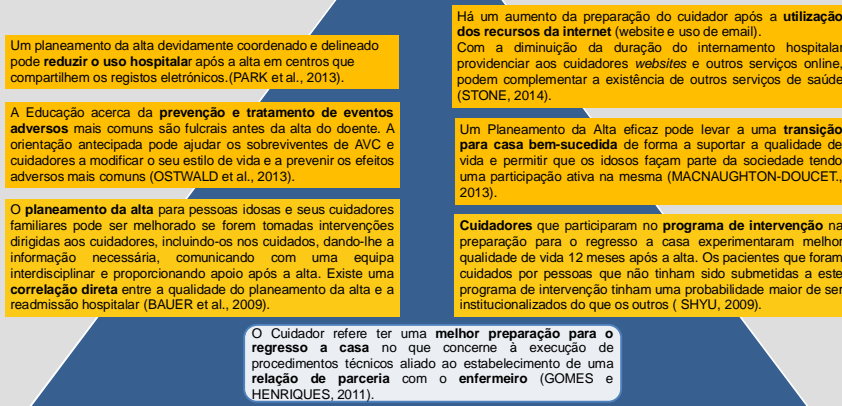 Um planeamento da alta devidamente coordenado e delineado
pode reduzir o uso hospitalar após a alta em centros que
compartilhem os registos eletrónicos.(PARK et al., 2013).
A Educação acerca da prevenção e tratamento de eventos
adversos mais comuns são fulcrais antes da alta do doente. A
orientação antecipada pode ajudar os sobreviventes de AVC e
cuidadores a modificar o seu estilo de vida e a prevenir os efeitos
adversos mais comuns (OSTWALD et al., 2013).
O planeamento da alta para pessoas idosas e seus cuidadores
familiares pode ser melhorado se forem tomadas intervenções
dirigidas aos cuidadores, incluindo-os nos cuidados, dando-lhe a
informação necessária, comunicando com uma equipa
interdisciplinar e proporcionando apoio após a alta. Existe uma
correlação direta entre a qualidade do planeamento da alta e a
readmissão hospitalar (BAUER et al., 2009).
Há um aumento da preparação do cuidador após a utilização
dos recursos da internet (website e uso de email).
Com a diminuição da duração do internamento hospitalar
providenciar aos cuidadores websites e outros serviços online,
podem complementar a existência de outros serviços de saúde
(STONE, 2014).
Um Planeamento da Alta eficaz pode levar a uma transição
para casa bem-sucedida de forma a suportar a qualidade de
vida e permitir que os idosos façam parte da sociedade tendo
uma participação ativa na mesma (MACNAUGHTON-DOUCET.,
2013).
Cuidadores que participaram no programa de intervenção na
preparação para o regresso a casa experimentaram melhor
qualidade de vida 12 meses após a alta. Os pacientes que foram
cuidados por pessoas que não tinham sido submetidas a este
programa de intervenção tinham uma probabilidade maior de ser
institucionalizados do que os outros ( SHYU, 2009).
O Cuidador refere ter uma melhor preparação para o
regresso a casa no que concerne à execução de
procedimentos técnicos aliado ao estabelecimento de uma
relação de parceria com o enfermeiro (GOMES e
HENRIQUES, 2011).